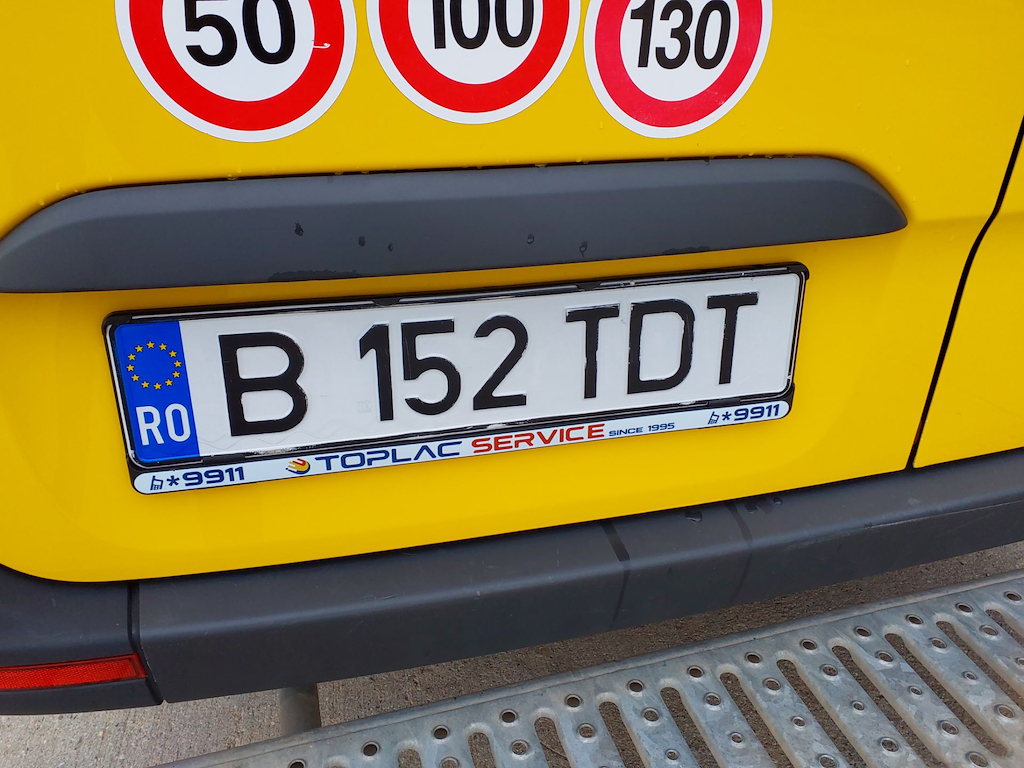 50 100 130
B 152 TDT
RO
*9911 TOPLAC SERVICE SINCE 1995 *9911